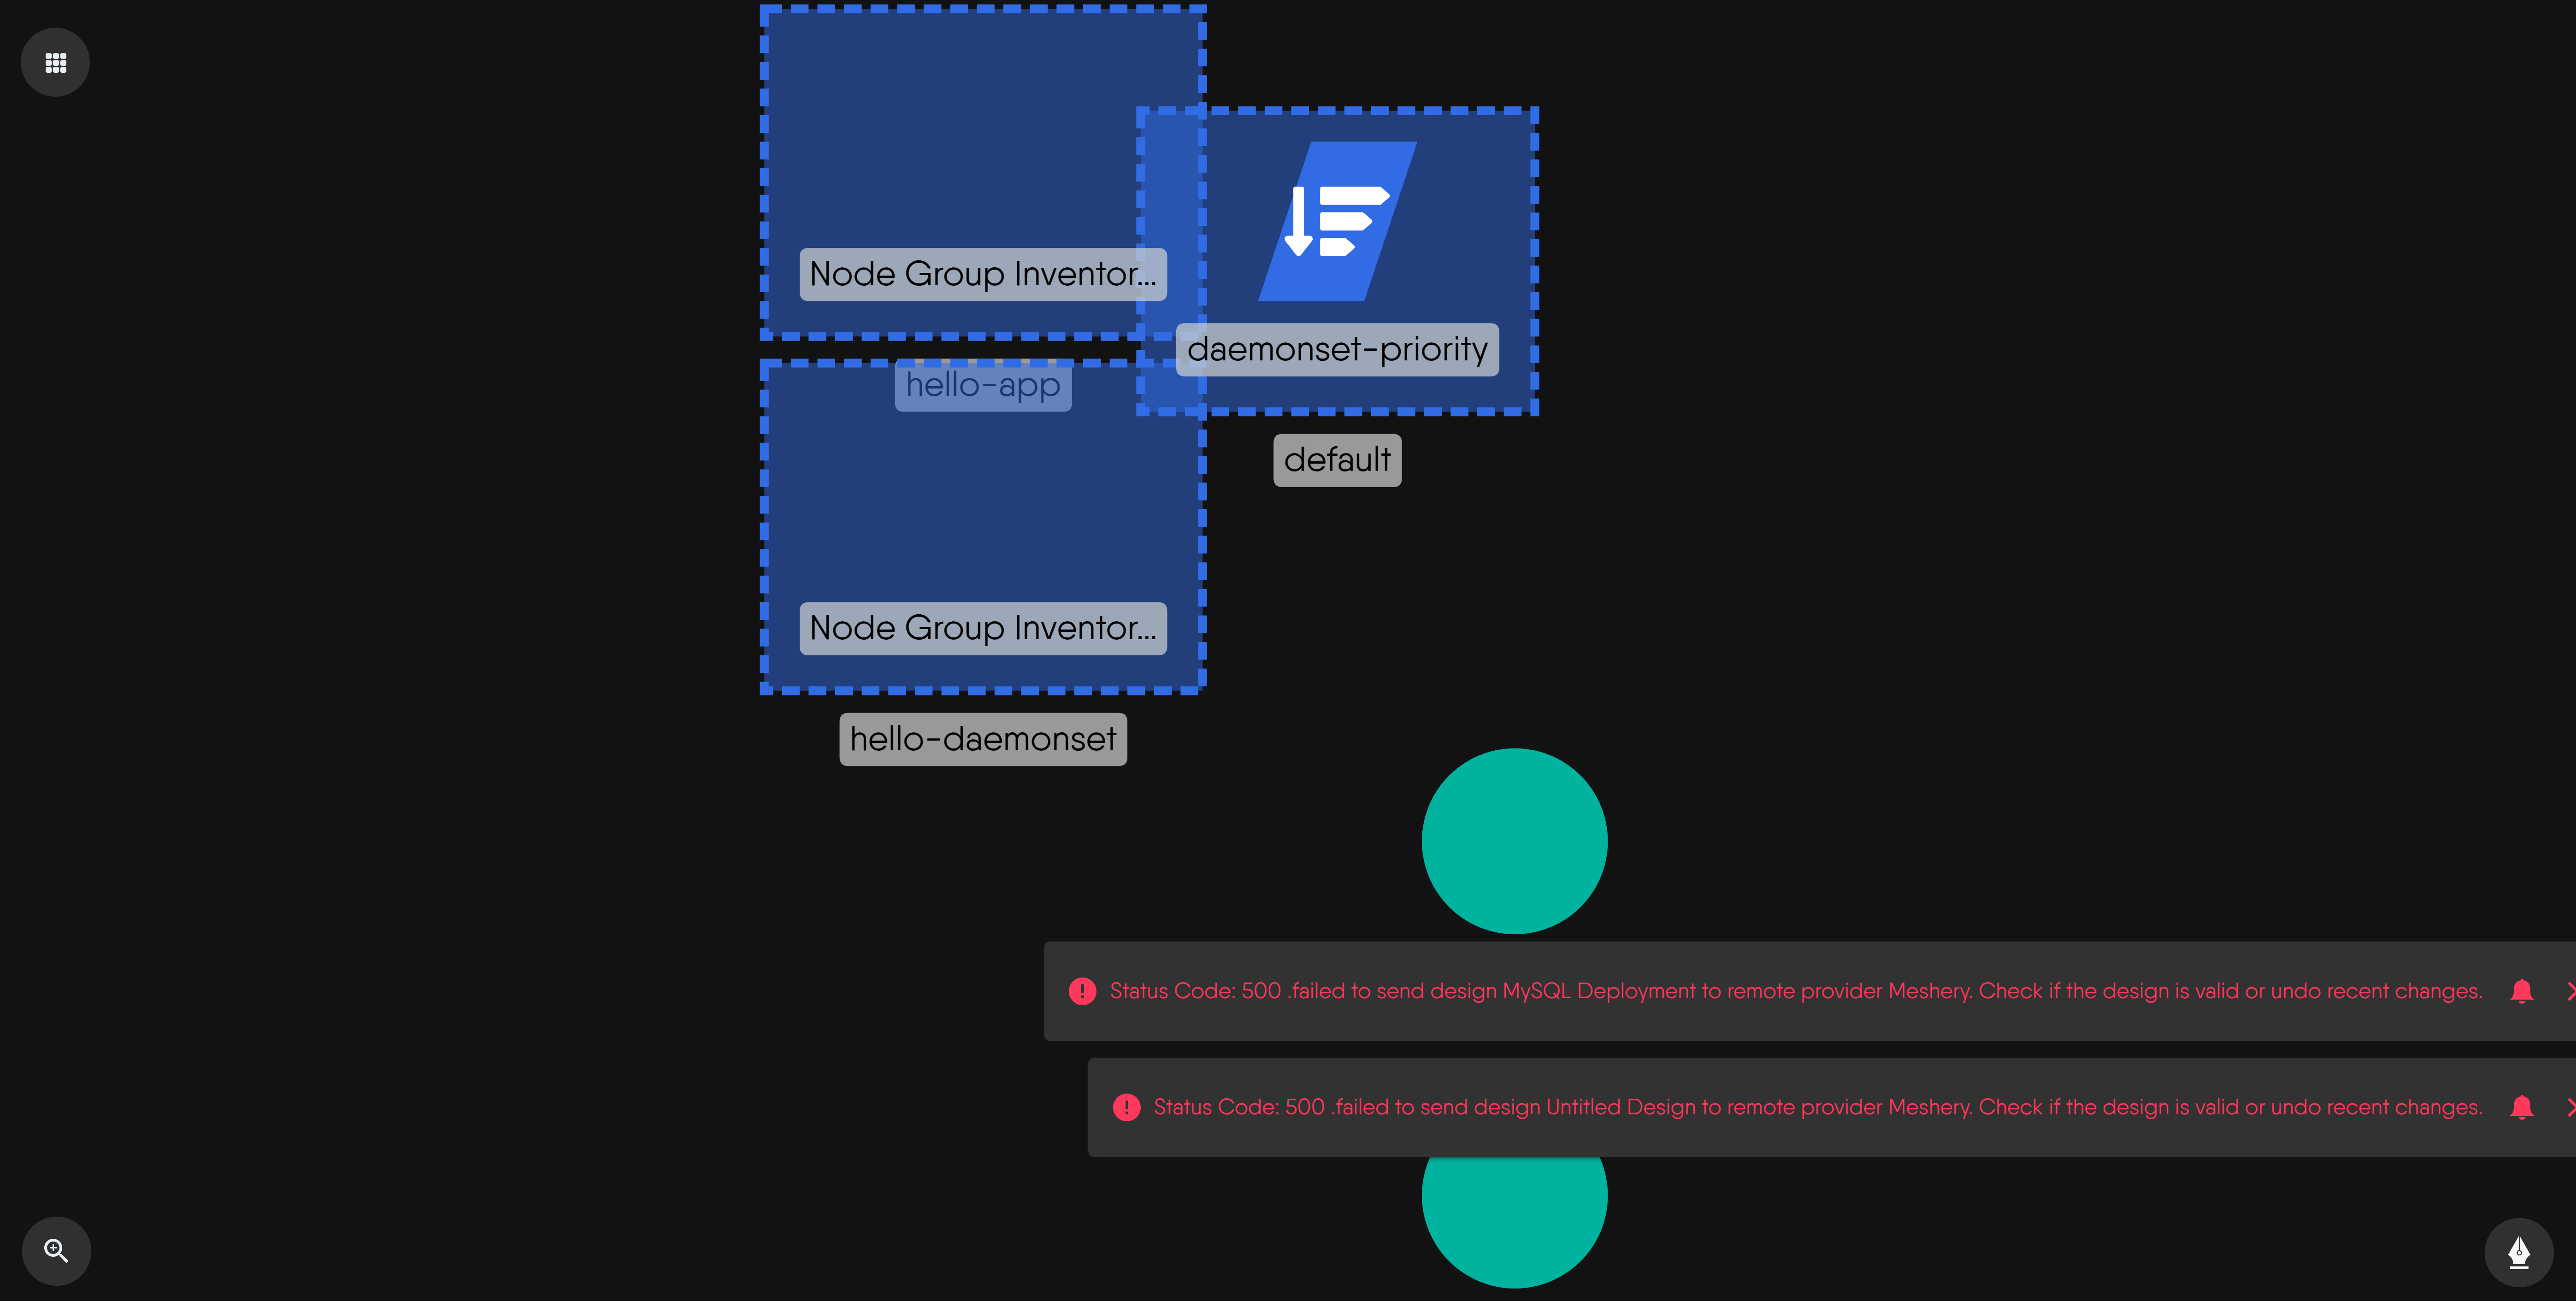 Node Group Inventor...
daemonset-priority
hello-app
default
Node Group Inventor...
hello-daemonset
Status Code: 500 .failed to send design MySQL Deployment to remote provider Meshery. Check if the design is valid or undo recent changes.
Status Code: 500 .failed to send design Untitled Design to remote provider Meshery. Check if the design is valid or undo recent changes.